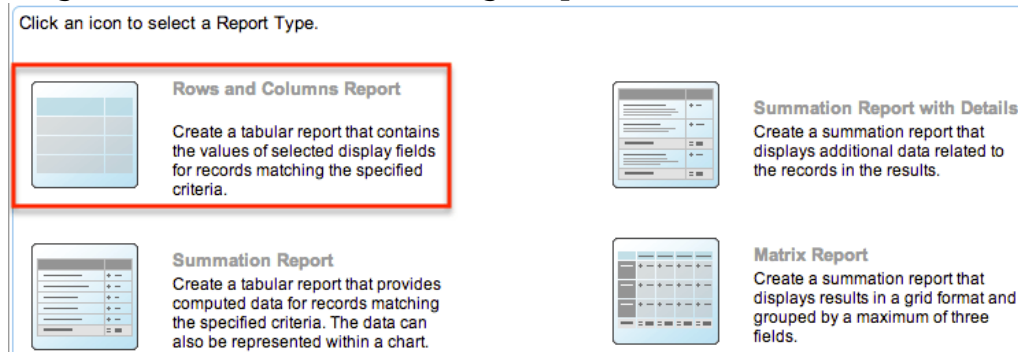 Click an icon to select a Report Type.
Rows and Columns Report
Create a tabular report that contains
the values of selected display fields
for records matching the specified
criteria.
Summation Report with Details
Create a summation report that
displays additional data related to
the records in the results.
Summation Report
Create a tabular report that provides
computed data for records matching
the specified criteria. The data can
also be represented within a chart.
Matrix Report
Create a summation report that
displays results in a grid format and
grouped by a maximum of three
fields.